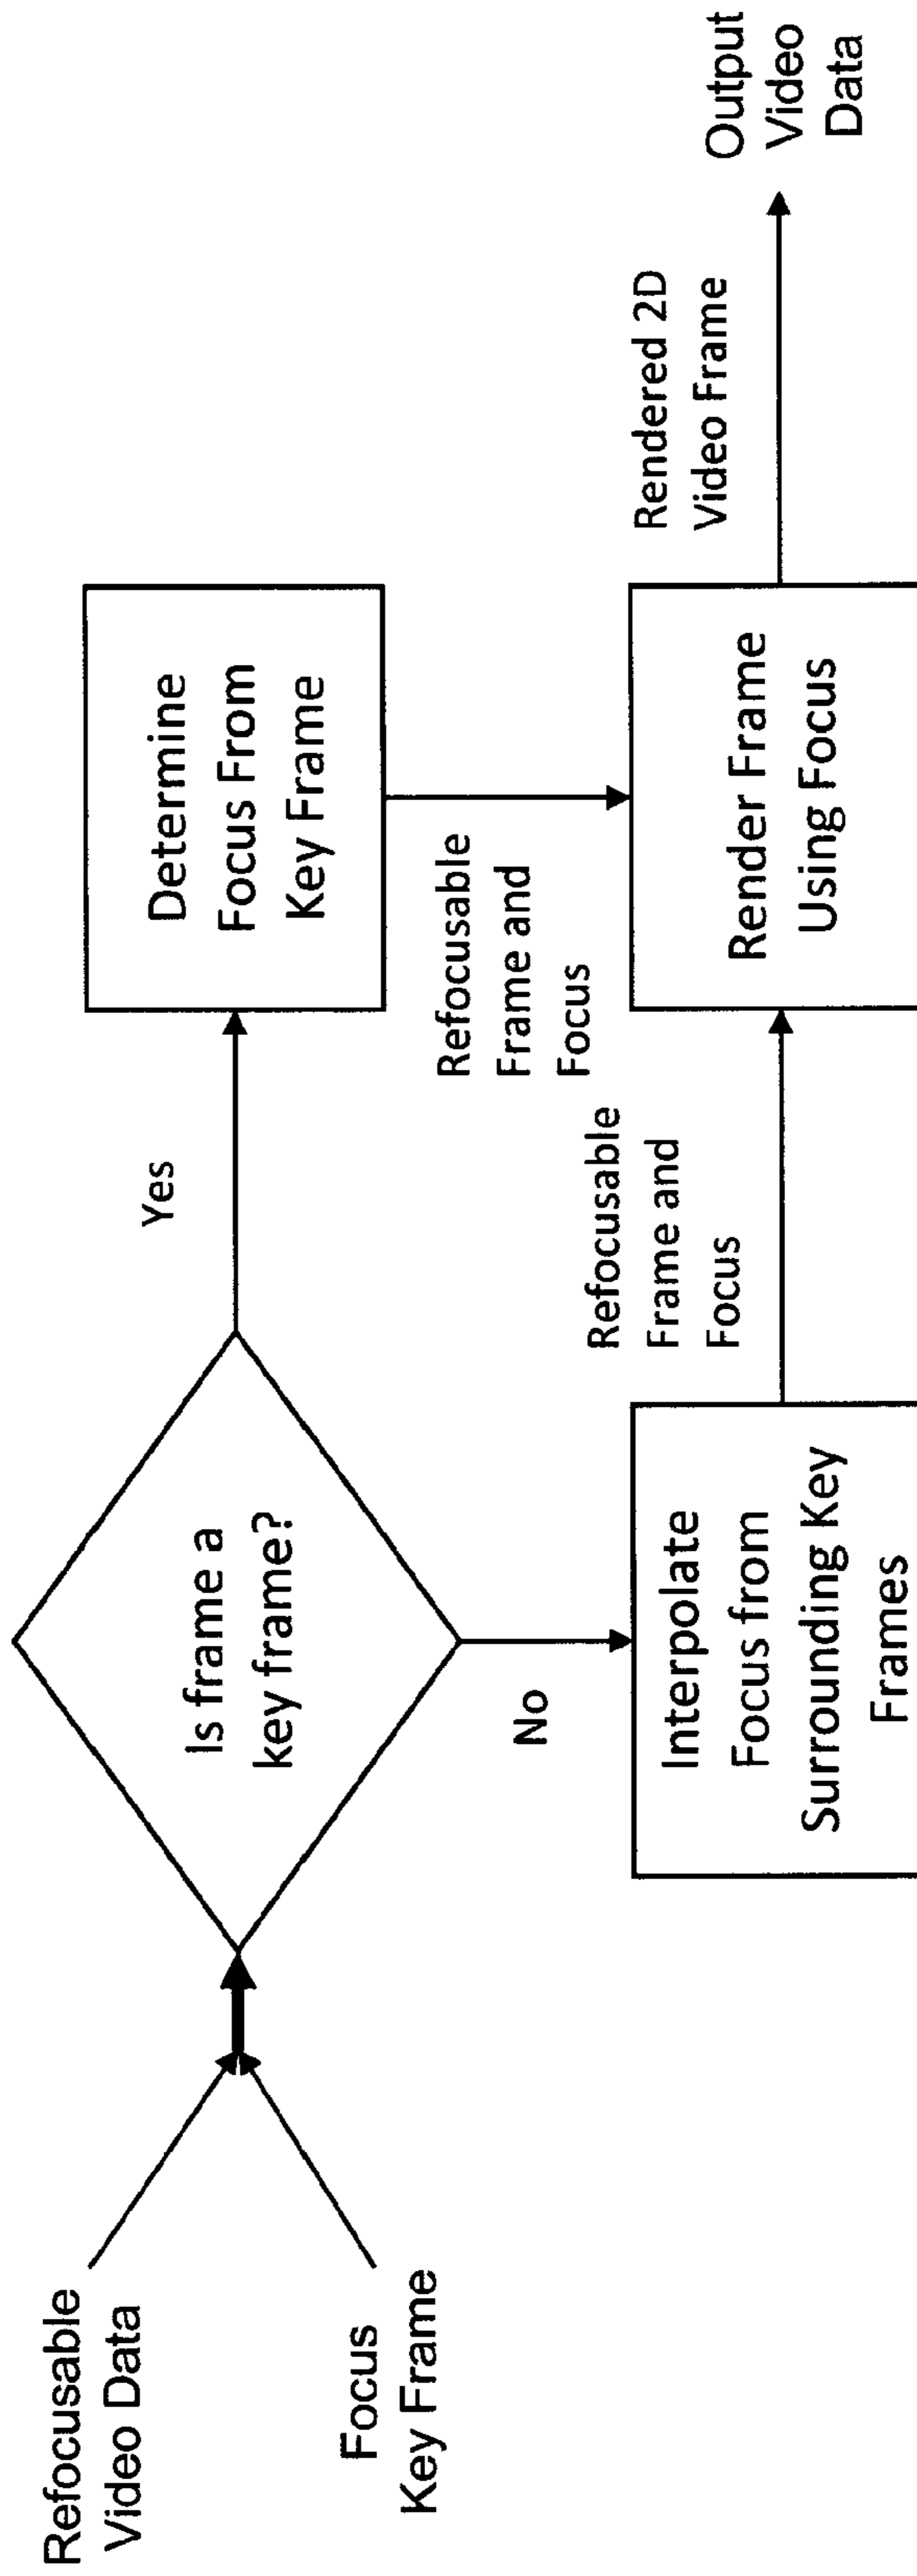 Refocusable
Video Data
Focus
Key Frame
Is frame a
key frame?
Yes
No
Determine
Focus From
Key Frame
Refocusable
Frame and
Focus
Interpolate
Focus from
Surrounding Key
Frames
Refocusable
Frame and
Focus
Render Frame
Using Focus
Rendered 2D
Video Frame
Output
Video
Data